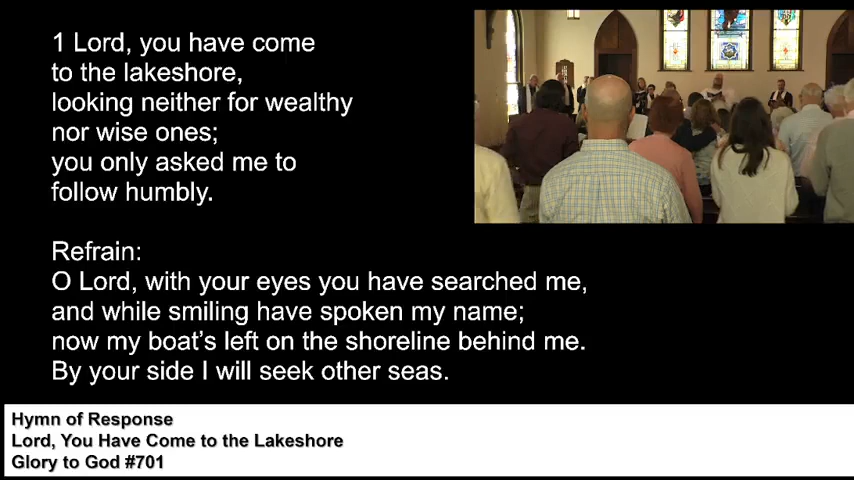 1 Lord, you have come
to the lakeshore,
looking neither for wealthy
nor wise ones;
you only asked me to
follow humbly.
Refrain:
O Lord, with your eyes you have searched me,
and while smiling have spoken my name;
now my boat's left on the shoreline behind me.
By your side I will seek other seas.
Hymn of Response
Lord, You Have Come to the Lakeshore
Glory to God #701